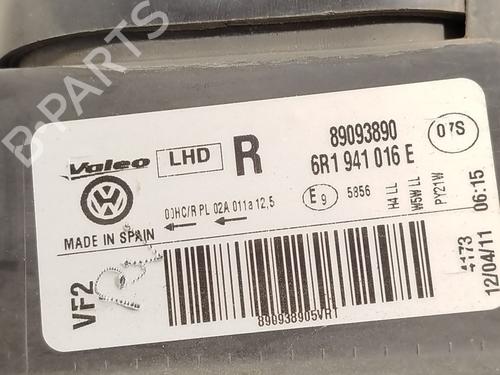 B-PARTS
Valeo
LHD
R
89093890
6R1 941 016 E
07S
00HC/R PL 02A 011a 12,5
E9
5856
H4 LL
W5W LL
PY21W
06:15
MADE IN SPAIN
VF2
890938905VR1
4173
12/04/11